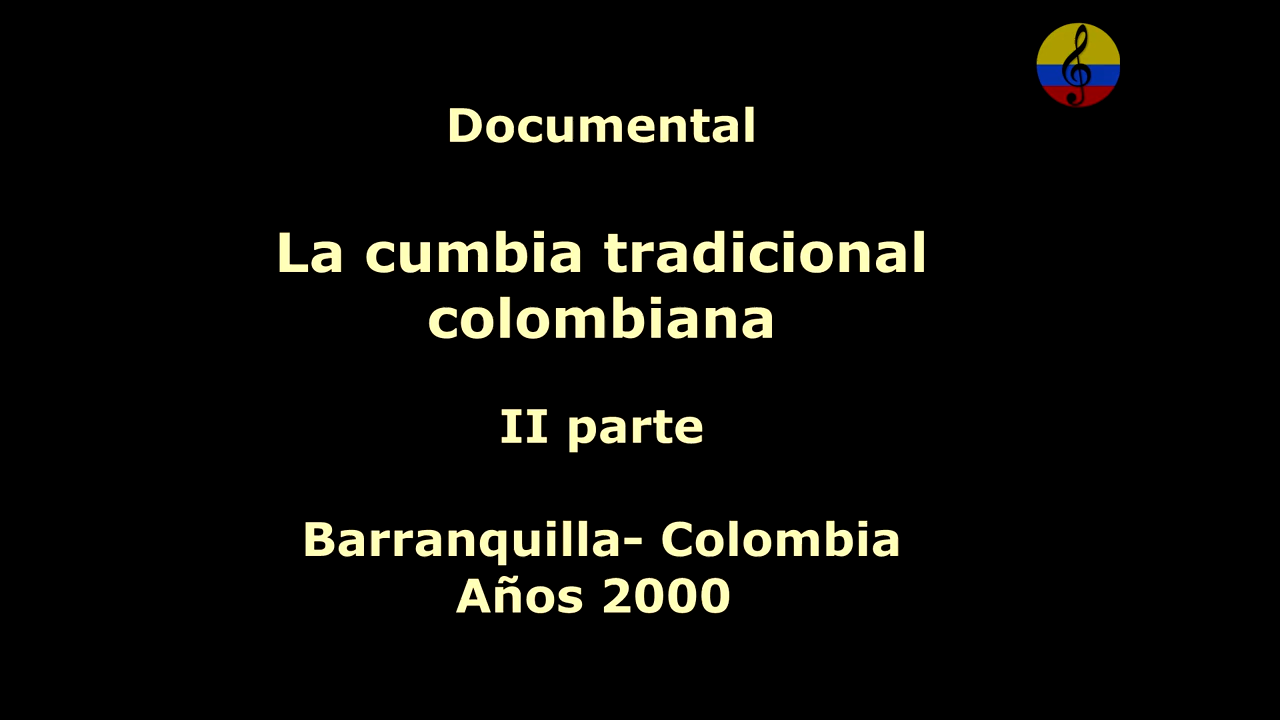 Documental
La cumbia tradicional
colombiana
II parte
Barranquilla- Colombia
Años 2000